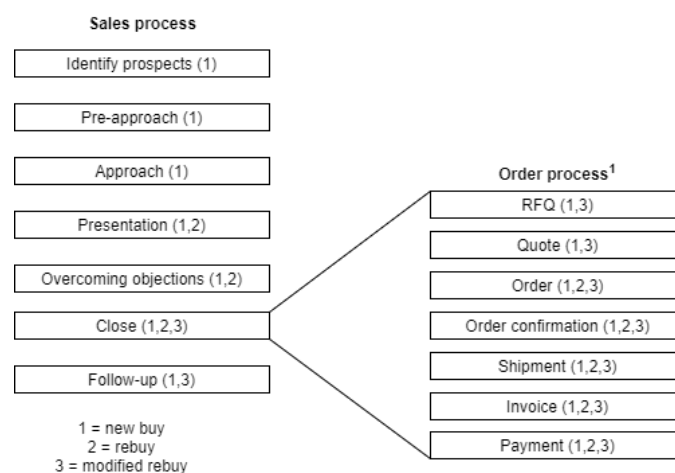 Sales process
Identify prospects (1)
Pre-approach (1)
Approach (1)
Presentation (1,2)
Overcoming objections (1,2)
Close (1,2,3)
Follow-up (1,3)
1 = new buy
2 = rebuy
3 = modified rebuy
Order process¹
RFQ (1,3)
Quote (1,3)
Order (1,2,3)
Order confirmation (1,2,3)
Shipment (1,2,3)
Invoice (1,2,3)
Payment (1,2,3)